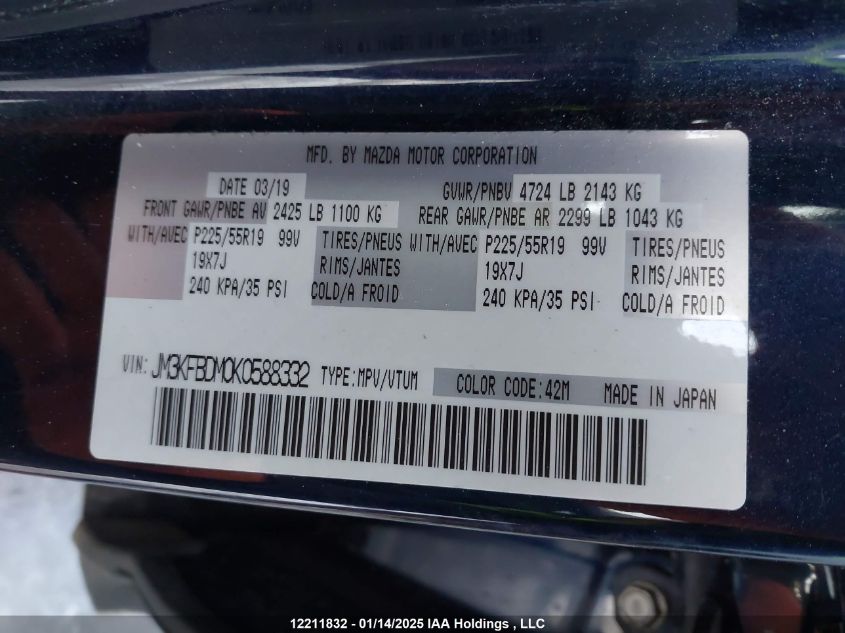 MFD. BY MAZDA MOTOR CORPORATION
DATE 03/19 GVWR/PNBV 4724 LB 2143 KG
FRONT GAWR/PNBE AV 2425 LB 1100 KG REAR GAWR/PNBE AR 2299 LB 1043 KG
WITH/AVEC P225/55R19 99V TIRES/PNEUS WITH/AVEC P225/55R19 99V TIRES/PNEUS
19X7J RIMS/JANTES 19X7J RIMS/JANTES
240 KPA/35 PSI COLD/A FROID 240 KPA/35 PSI COLD/A FROID
VIN: JM3KFBDM0K0588332 TYPE:MPV/VTUM COLOR CODE:42M MADE IN JAPAN
12211832 - 01/14/2025 IAA Holdings, LLC